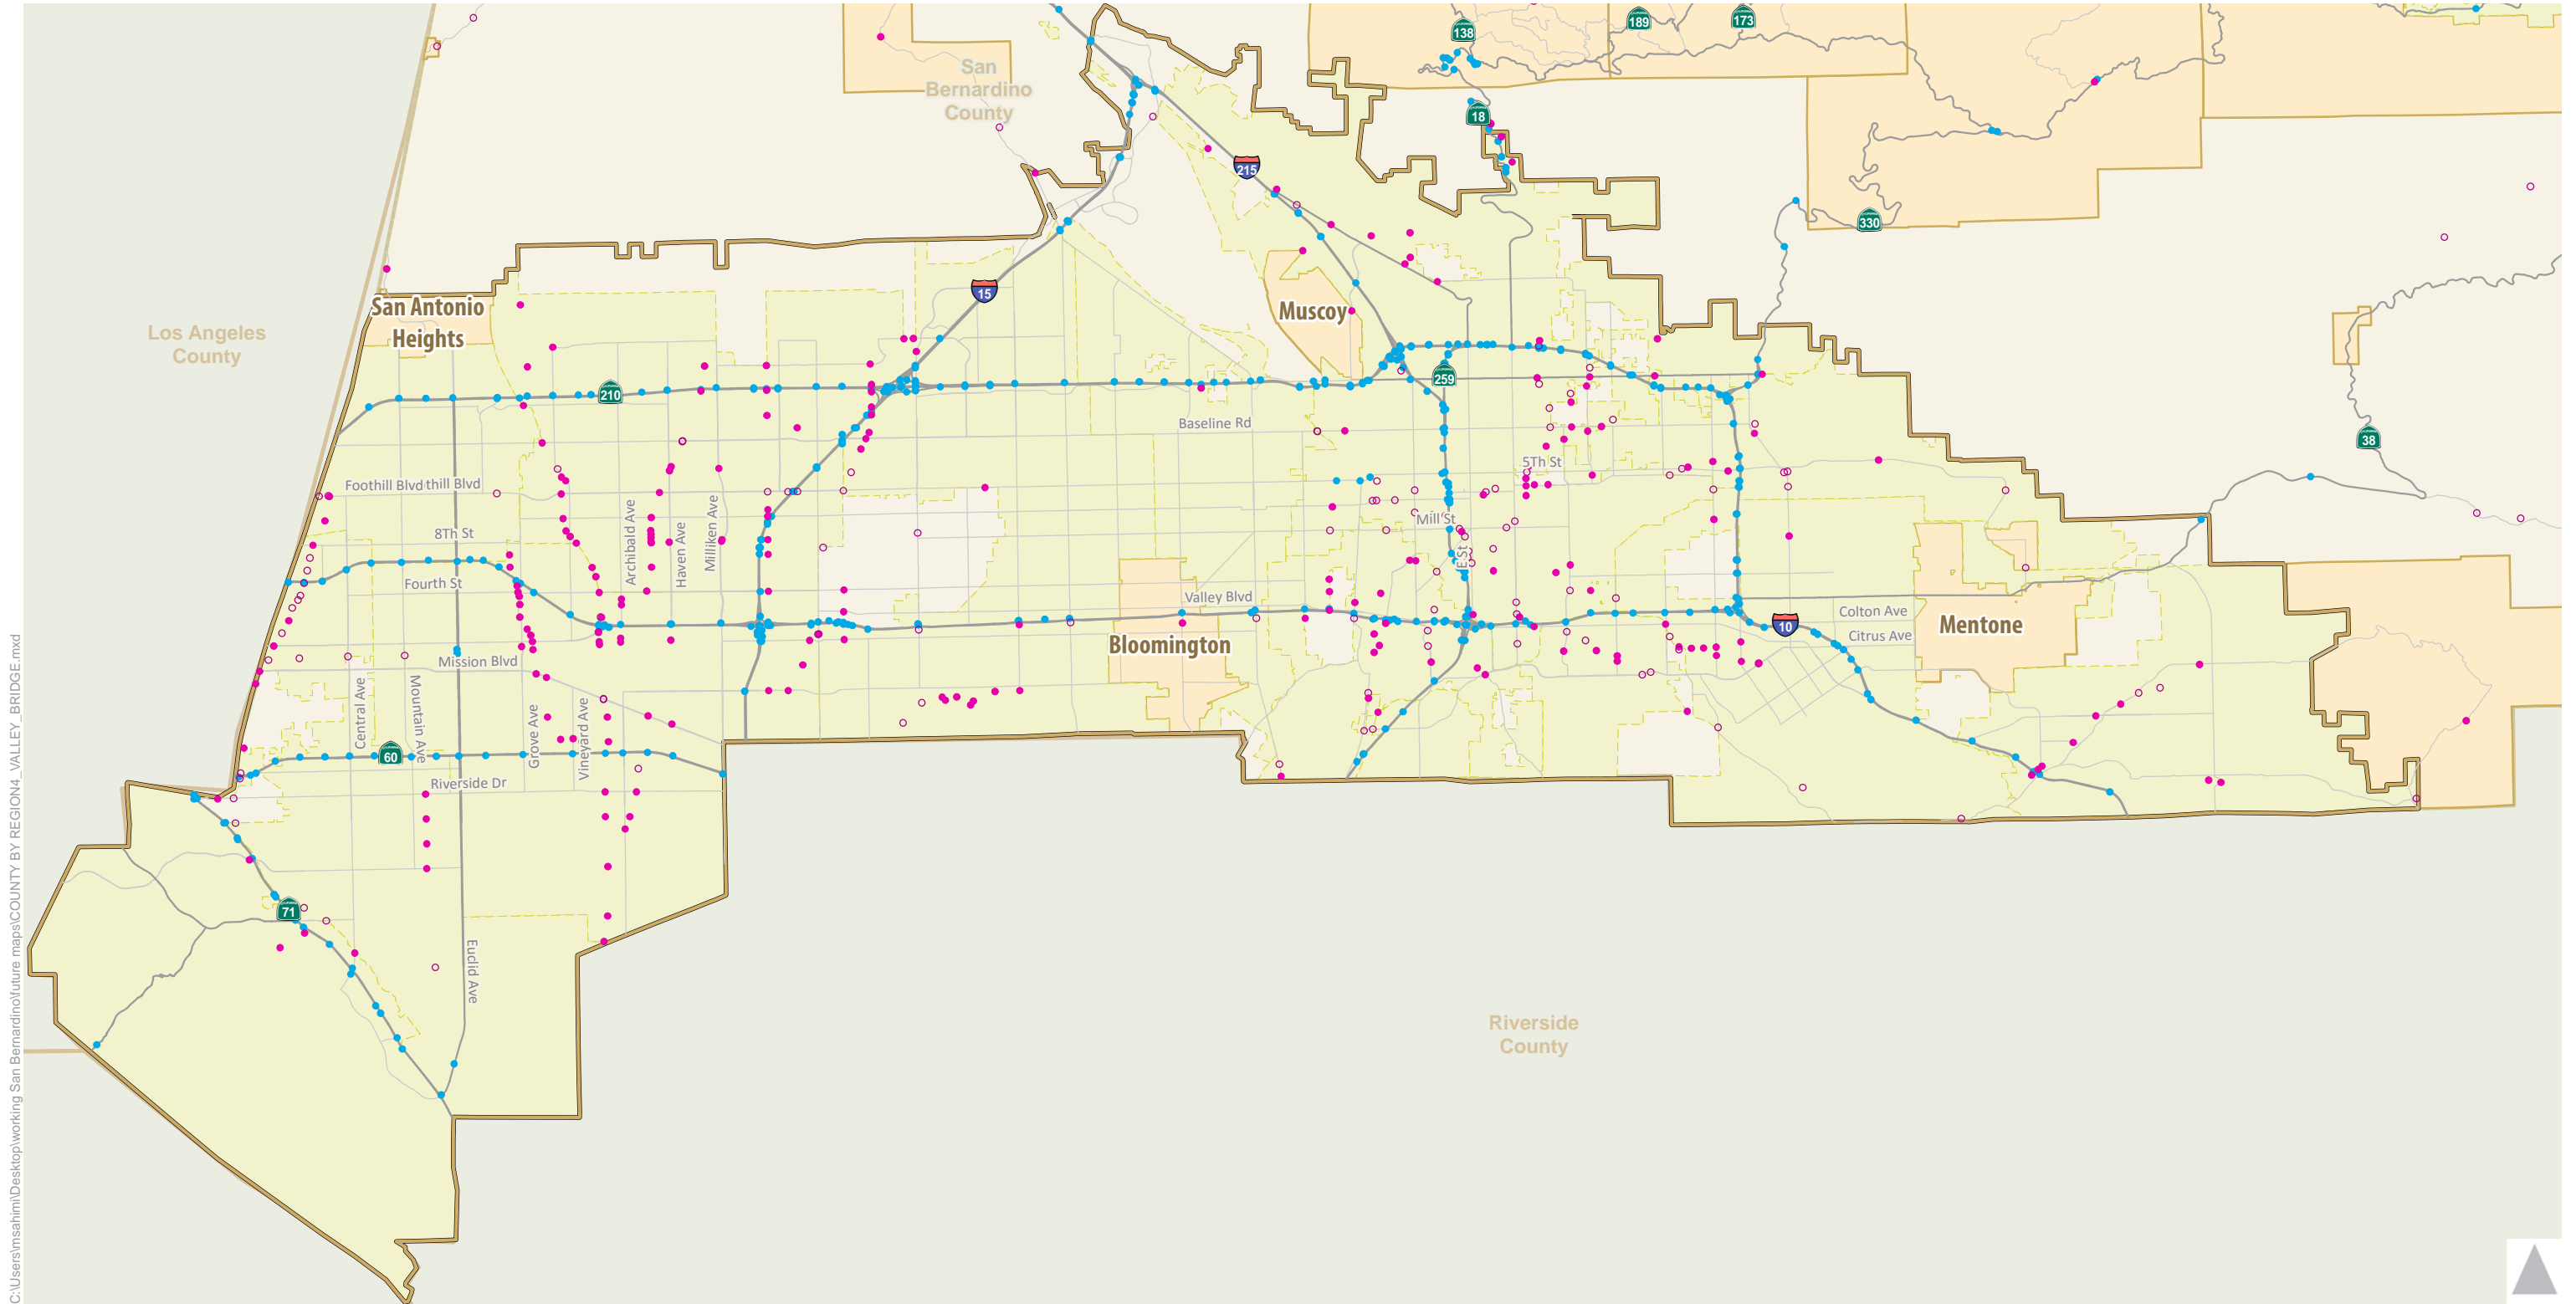 138
189
173
San
Bernardino
County
18
215
330
15
San Antonio
Heights
Muscoy
Los Angeles
County
259
210
Baseline Rd
38
5Th St
Foothill Blvd
thill Blvd
Archibald Ave
Haven Ave
Milliken Ave
Mill St
8Th St
E St
Fourth St
Valley Blvd
Colton Ave
10
Citrus Ave
Mentone
Bloomington
Mission Blvd
Central Ave
Mountain Ave
Grove Ave
Vineyard Ave
60
Riverside Dr
71
Euclid Ave
Riverside
County
C:\Users\msahimi\Desktop\working San Bernardino\future maps\COUNTY BY REGION4_VALLEY_BRIDGE.mxd